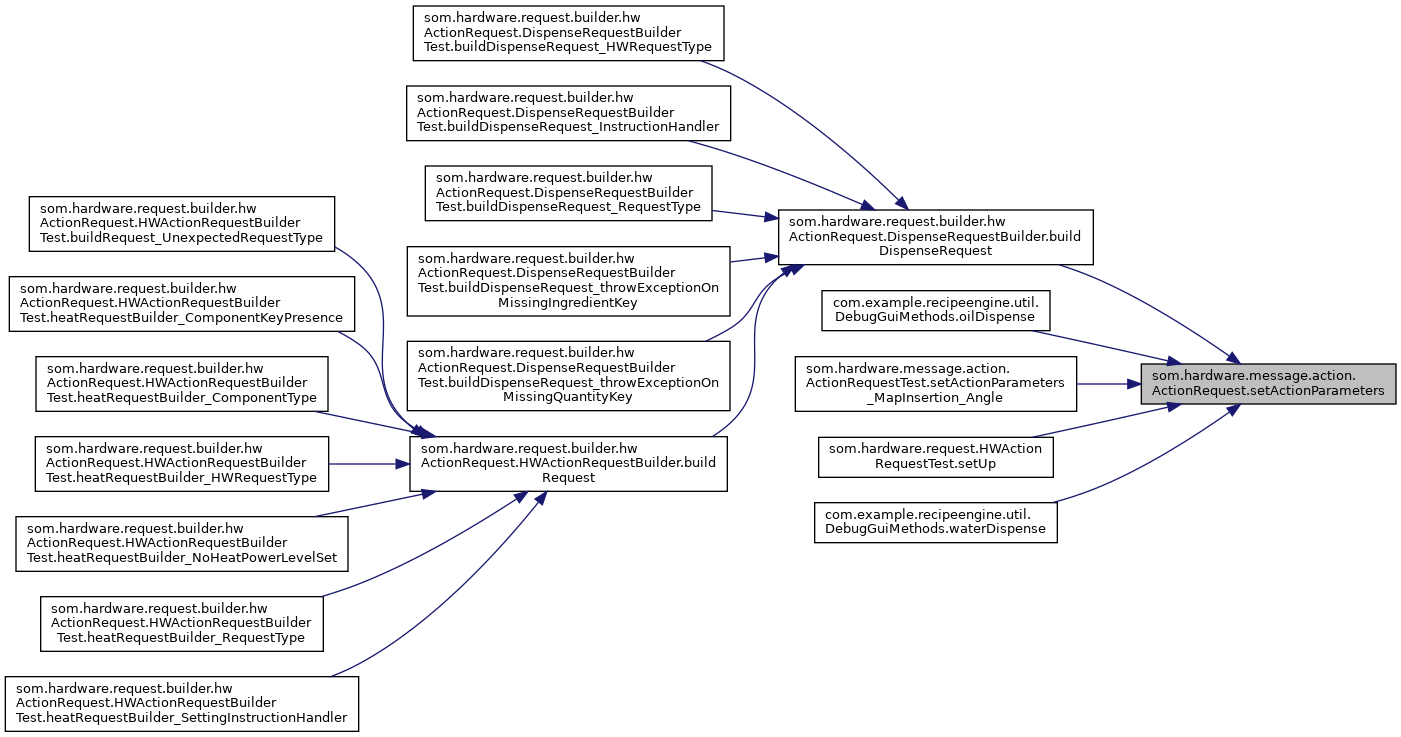 som.hardware.request.builder.hw
ActionRequest.DispenseRequestBuilder
Test.buildDispenseRequest_HWRequestType
som.hardware.request.builder.hw
ActionRequest.DispenseRequestBuilder
Test.buildDispenseRequest_InstructionHandler
som.hardware.request.builder.hw
ActionRequest.DispenseRequestBuilder
Test.buildDispenseRequest_RequestType
som.hardware.request.builder.hw
ActionRequest.DispenseRequestBuilder
Test.buildDispenseRequest_throwExceptionOn
MissingIngredientKey
som.hardware.request.builder.hw
ActionRequest.DispenseRequestBuilder
Test.buildDispenseRequest_throwExceptionOn
MissingQuantityKey
som.hardware.request.builder.hw
ActionRequest.HWActionRequestBuilder.build
Request
som.hardware.request.builder.hw
ActionRequest.HWActionRequestBuilder
Test.buildRequest_UnexpectedRequestType
som.hardware.request.builder.hw
ActionRequest.HWActionRequestBuilder
Test.heatRequestBuilder_ComponentKeyPresence
som.hardware.request.builder.hw
ActionRequest.HWActionRequestBuilder
Test.heatRequestBuilder_ComponentType
som.hardware.request.builder.hw
ActionRequest.HWActionRequestBuilder
Test.heatRequestBuilder_HWRequestType
som.hardware.request.builder.hw
ActionRequest.HWActionRequestBuilder
Test.heatRequestBuilder_NoHeatPowerLevelSet
som.hardware.request.builder.hw
ActionRequest.HWActionRequestBuilder
Test.heatRequestBuilder_RequestType
som.hardware.request.builder.hw
ActionRequest.HWActionRequestBuilder
Test.heatRequestBuilder_SettingInstructionHandler
som.hardware.request.builder.hw
ActionRequest.DispenseRequestBuilder.build
DispenseRequest
com.example.recipeengine.util.
DebugGuiMethods.oilDispense
som.hardware.message.action.
ActionRequestTest.setActionParameters
_MapInsertion_Angle
som.hardware.request.HWAction
RequestTest.setUp
com.example.recipeengine.util.
DebugGuiMethods.waterDispense
som.hardware.message.action.
ActionRequest.setActionParameters